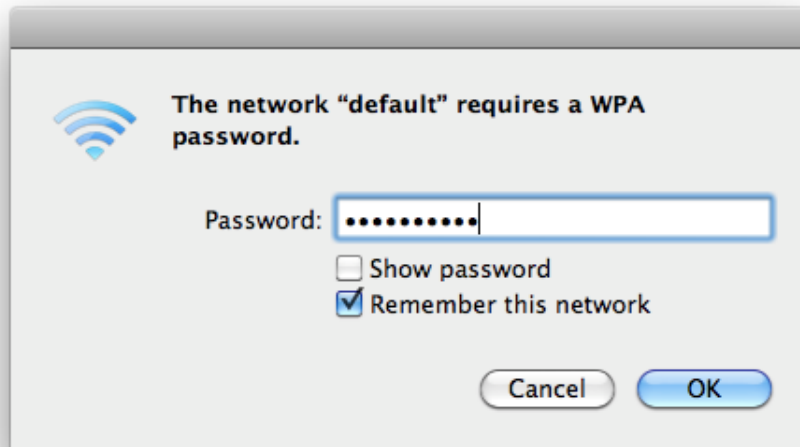 The network “default” requires a WPA
password.
Password: ••••••••••
Show password
Remember this network
Cancel OK